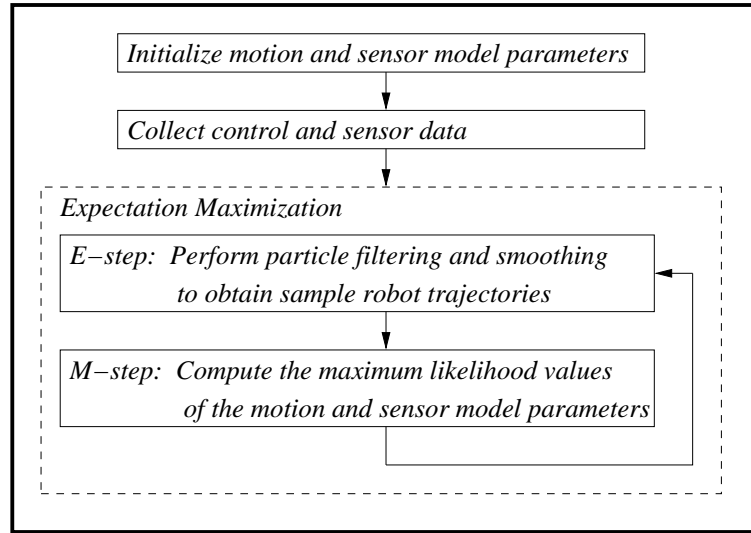 Initialize motion and sensor model parameters
Collect control and sensor data
Expectation Maximization
E−step: Perform particle filtering and smoothing
to obtain sample robot trajectories
M−step: Compute the maximum likelihood values
of the motion and sensor model parameters